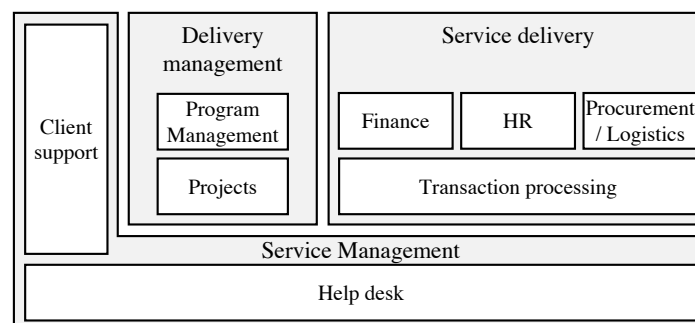 Delivery
management
Service delivery
Client
support
Program
Management
Projects
Finance
HR
Procurement
/ Logistics
Transaction processing
Service Management
Help desk